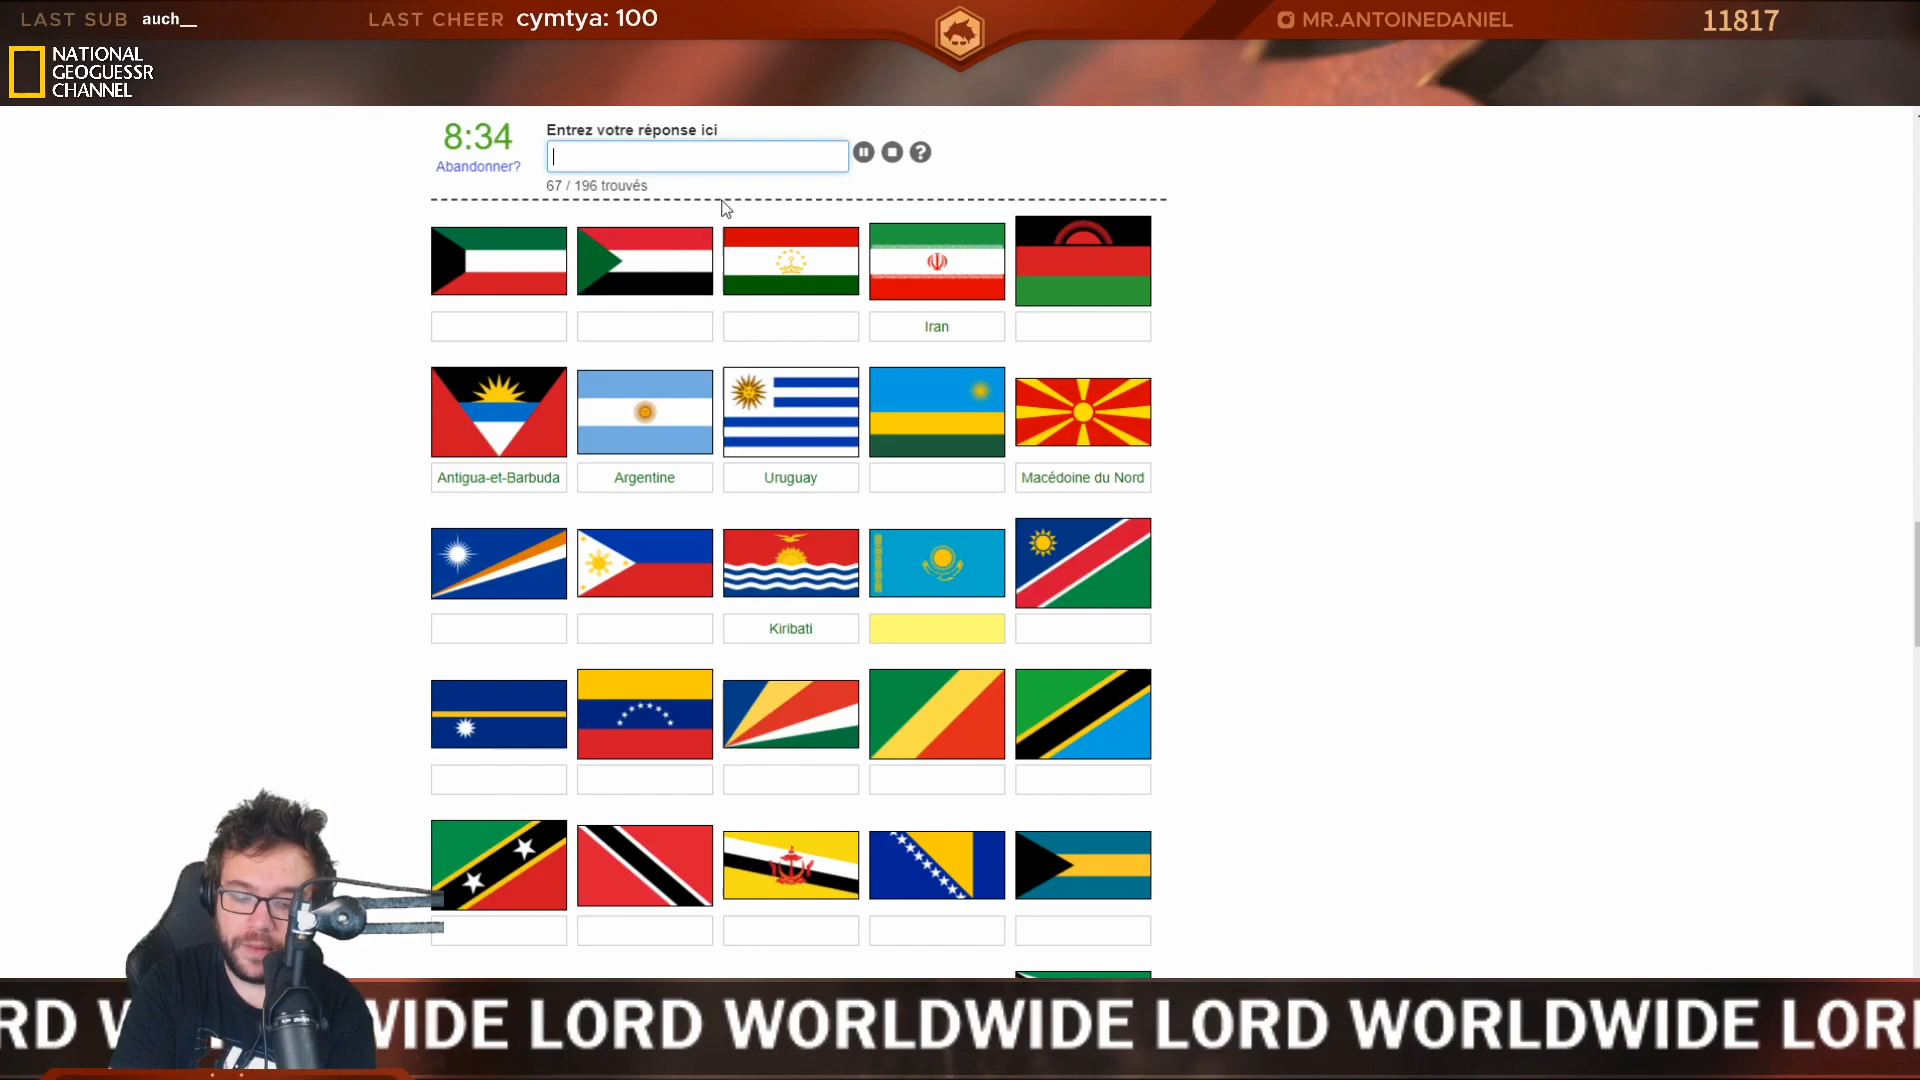 LAST SUB auch__ LAST CHEER cymtya: 100 MR.ANTOINEDANIEL 11817
NATIONAL
GEOGUESSR
CHANNEL
8:34
Abandonner?
Entrez votre réponse ici
67 / 196 trouvés
Iran
Antigua-et-Barbuda Argentine Uruguay Macédoine du Nord
Kiribati
RD W WIDE LORD WORLDWIDE LORD WORLDWIDE LOR